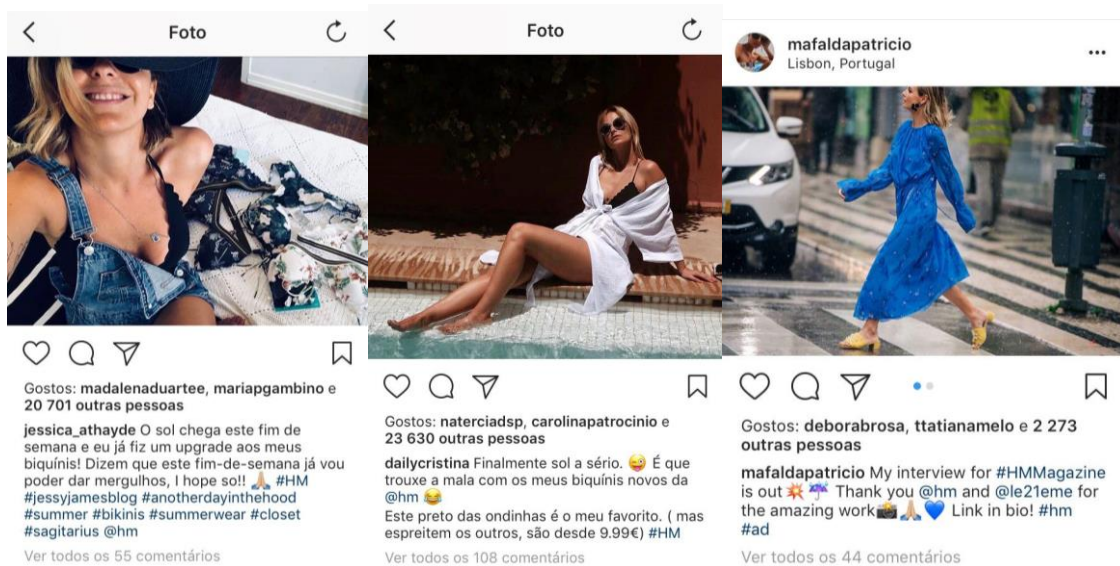 Foto
Gostos: madalenaduartee, mariapgambino e
20 701 outras pessoas
jessica_athayde O sol chega este fim de
semana e eu já fiz um upgrade aos meus
biquínis! Dizem que este fim-de-semana já vou
poder dar mergulhos, I hope so!! 🙏🏼 #HM
#jessyjamesblog #anotherdayinthehood
#summer #bikinis #summerwear #closet
#sagitarius @hm
Ver todos os 55 comentários
Foto
Gostos: naterciadsp, carolinapatrocinio e
23 630 outras pessoas
dailycristina Finalmente sol a sério. 😜 É que
trouxe a mala com os meus biquínis novos da
@hm 😂
Este preto das ondinhas é o meu favorito. ( mas
espreitem os outros, são desde 9.99€) #HM
Ver todos os 108 comentários
mafaldapatricio
Lisbon, Portugal
Gostos: deborabrosa, ttatianamelo e 2 273
outras pessoas
mafaldapatricio My interview for #HMMagazine
is out💥 ☔ Thank you @hm and @le21eme for
the amazing work📸🙏🏼💙 Link in bio! #hm
#ad
Ver todos os 44 comentários